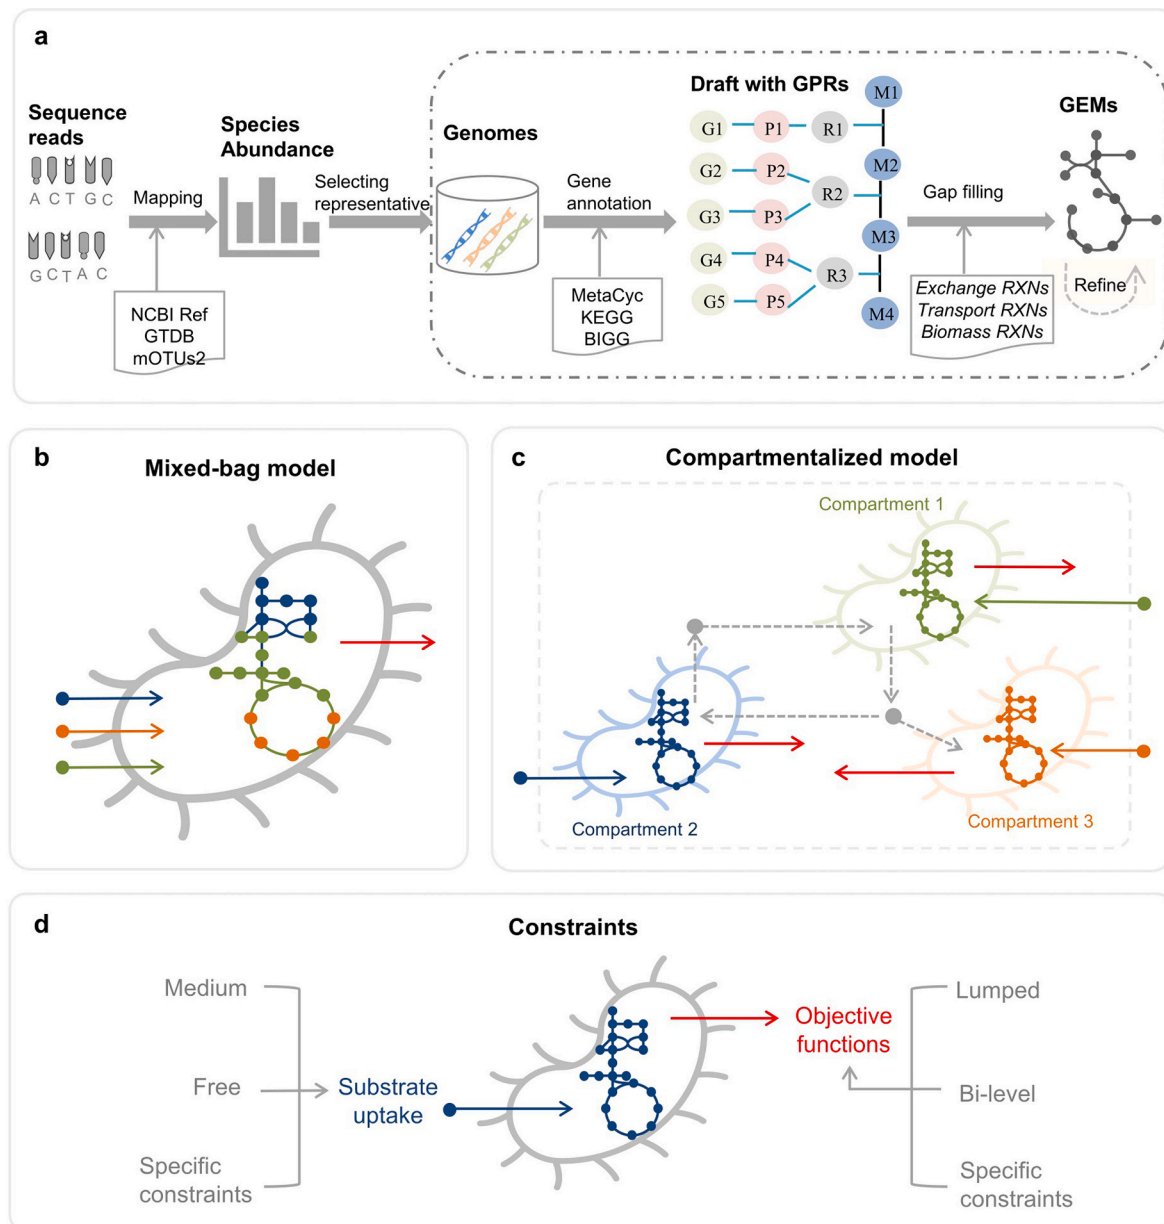 a
Sequence
reads
A C T G C
G C T A C
Mapping
NCBI Ref
GTDB
mOTUs2
Species
Abundance
Selecting
representative
Genomes
Gene
annotation
MetaCyc
KEGG
BIGG
Draft with GPRs
G1 P1 R1 M1
G2 P2 R2 M2
G3 P3 M3
G4 P4 R3
G5 P5 M4
Gap filling
Exchange RXNs
Transport RXNs
Biomass RXNs
GEMs
Refine
b
Mixed-bag model
c
Compartmentalized model
Compartment 1
Compartment 2
Compartment 3
d
Constraints
Medium
Free
Specific
constraints
Substrate
uptake
Objective
functions
Lumped
Bi-level
Specific
constraints